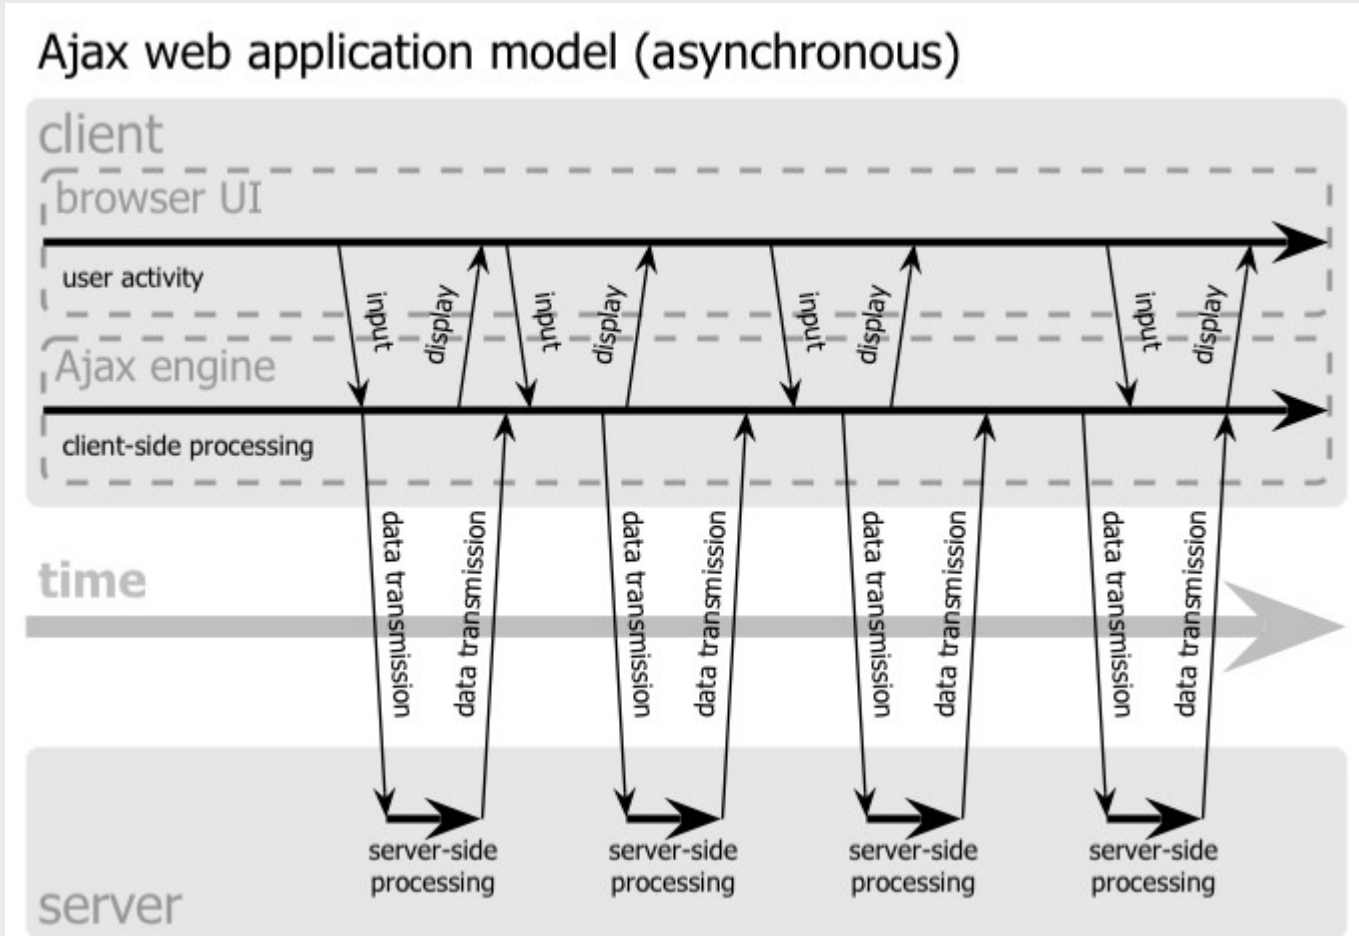 Ajax web application model (asynchronous)
client
browser UI
user activity
input
display
input
display
input
display
input
display
Ajax engine
client-side processing
data transmission
data transmission
data transmission
data transmission
data transmission
data transmission
data transmission
data transmission
time
server-side
processing
server-side
processing
server-side
processing
server-side
processing
server